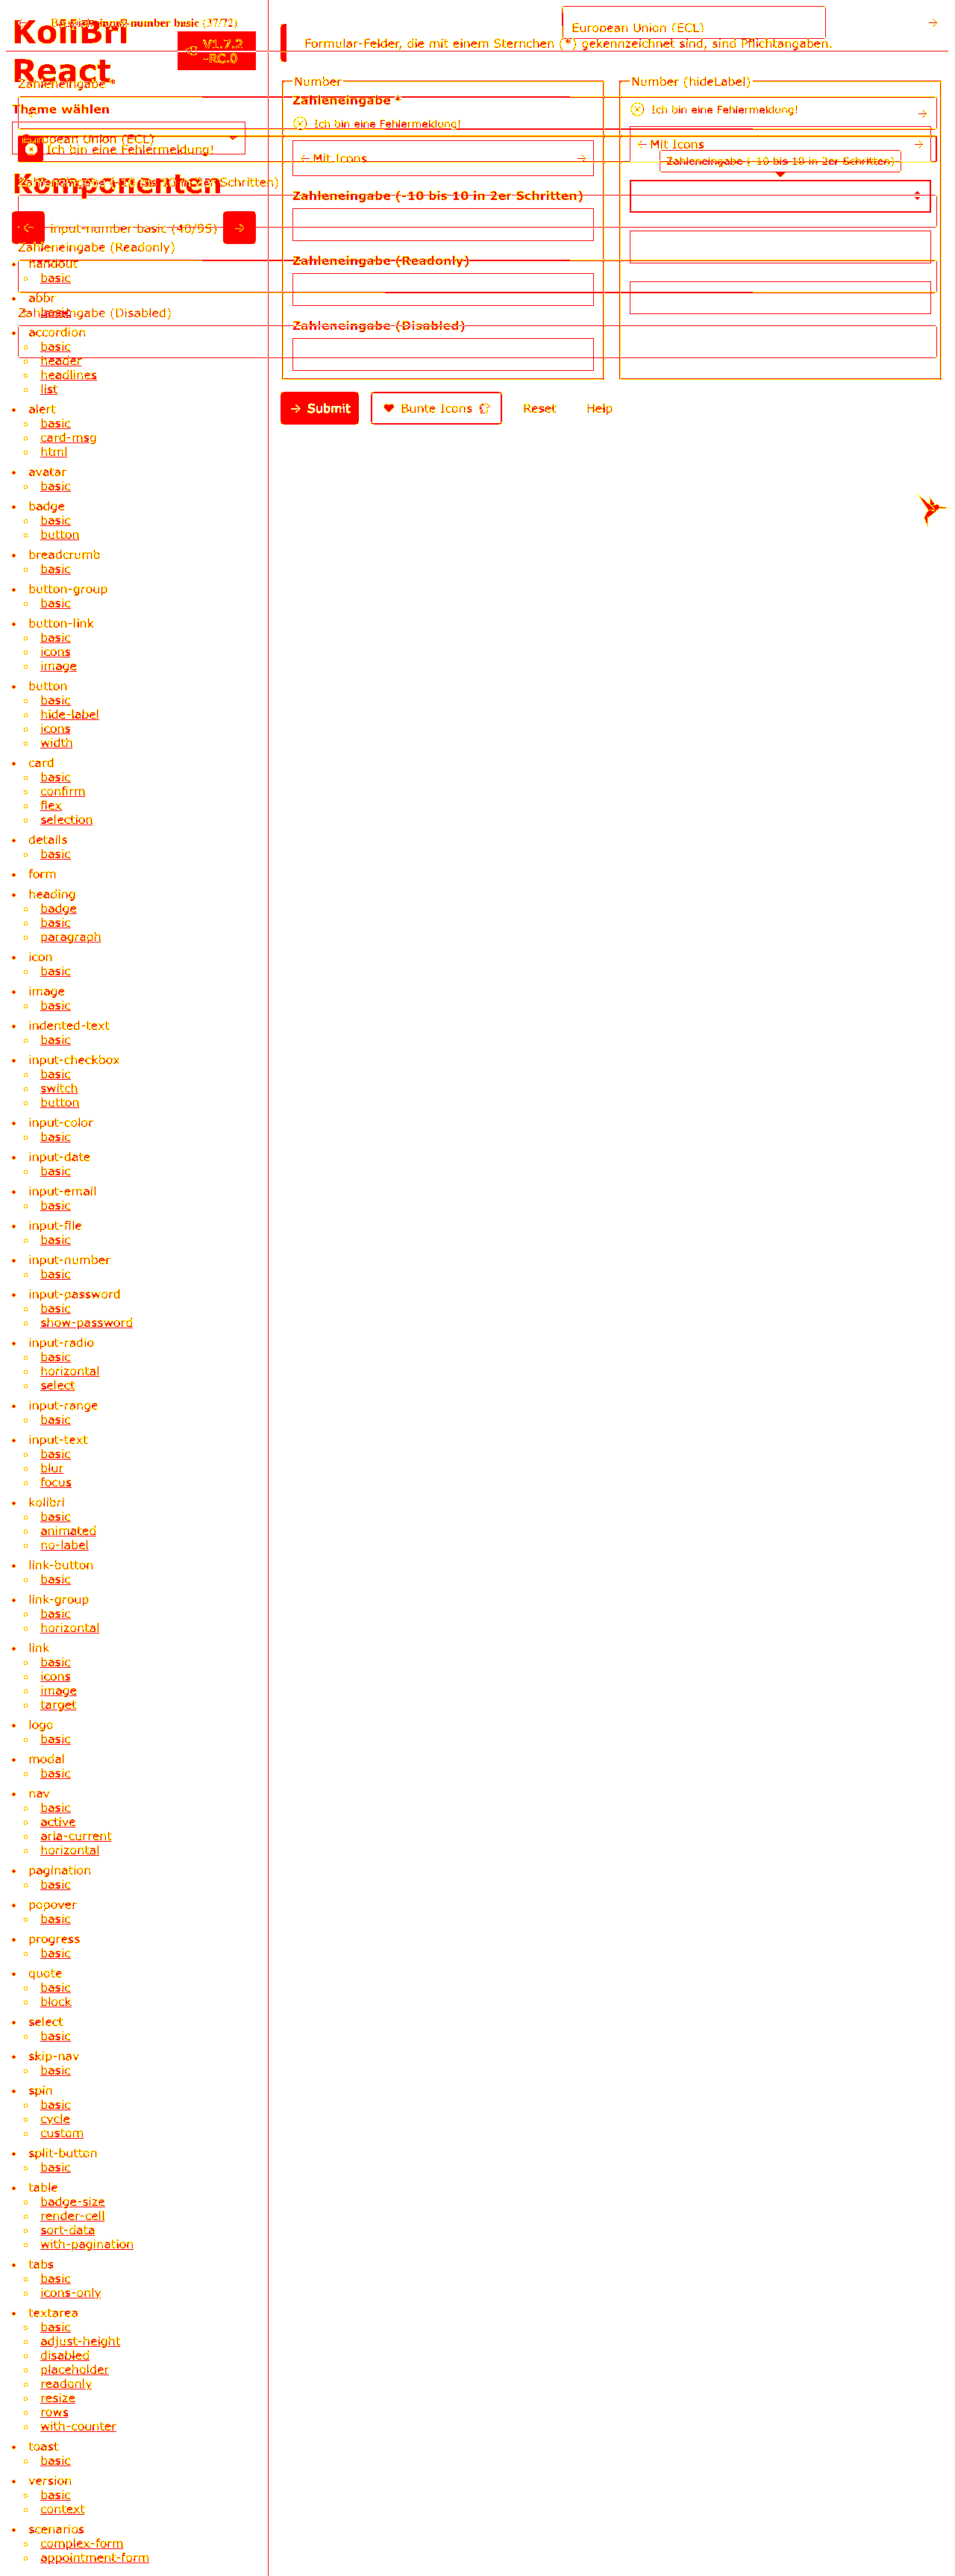 KoliBri
React
V1.7.2
-RC.0
input-number basic (37/72)
European Union (ECL)
Formular-Felder, die mit einem Sternchen (*) gekennzeichnet sind, sind Pflichtangaben.
Zahleneingabe *
Theme wählen
European Union (ECL)
Ich bin eine Fehlermeldung!
Zahleneingabe (-10 bis 10 in 2er Schritten)
Komponenten
input-number basic (40/95)
Zahleneingabe (Readonly)
Zahleneingabe (Disabled)
Number
Zahleneingabe *
Ich bin eine Fehlermeldung!
Mit Icons
Zahleneingabe (-10 bis 10 in 2er Schritten)
Zahleneingabe (Readonly)
Zahleneingabe (Disabled)
Number (hideLabel)
Ich bin eine Fehlermeldung!
Mit Icons
Zahleneingabe (-10 bis 10 in 2er Schritten)
Submit
Bunte Icons
Reset
Help
handout
basic
abbr
basic
accordion
basic
header
headlines
list
alert
basic
card-msg
html
avatar
basic
badge
basic
button
breadcrumb
basic
button-group
basic
button-link
basic
icons
image
button
basic
hide-label
icons
width
card
basic
confirm
flex
selection
details
basic
form
heading
badge
basic
paragraph
icon
basic
image
basic
indented-text
basic
input-checkbox
basic
switch
button
input-color
basic
input-date
basic
input-email
basic
input-file
basic
input-number
basic
input-password
basic
show-password
input-radio
basic
horizontal
select
input-range
basic
input-text
basic
blur
focus
kolibri
basic
animated
no-label
link-button
basic
link-group
basic
horizontal
link
basic
icons
image
target
logo
basic
modal
basic
nav
basic
active
aria-current
horizontal
pagination
basic
popover
basic
progress
basic
quote
basic
block
select
basic
skip-nav
basic
spin
basic
cycle
custom
split-button
basic
table
badge-size
render-cell
sort-data
with-pagination
tabs
basic
icons-only
textarea
basic
adjust-height
disabled
placeholder
readonly
resize
rows
with-counter
toast
basic
version
basic
context
scenarios
complex-form
appointment-form